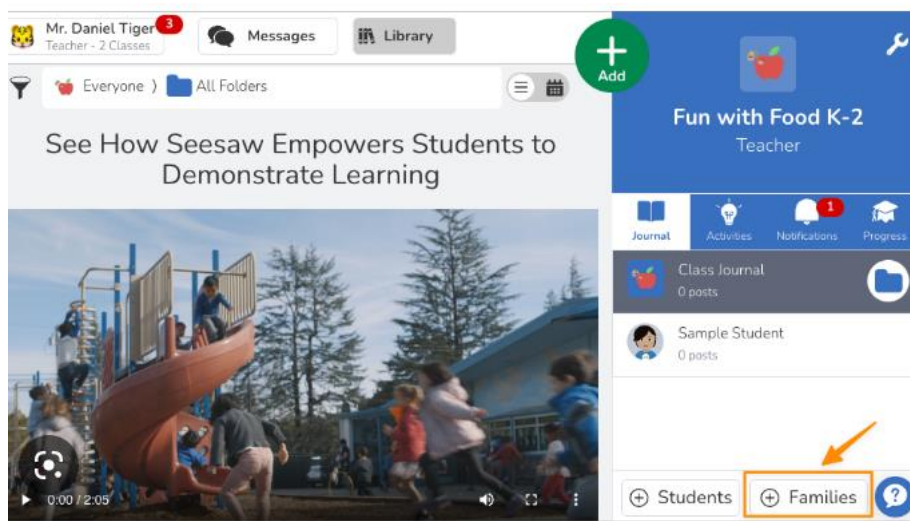 Mr. Daniel Tiger 3
Teacher - 2 Classes
Messages
Library
Add
Everyone ) All Folders
See How Seesaw Empowers Students to
Demonstrate Learning
0:00 / 2:05
Fun with Food K-2
Teacher
1
Journal Activities Notifications Progress
Class Journal
0 posts
Sample Student
0 posts
+ Students + Families ?